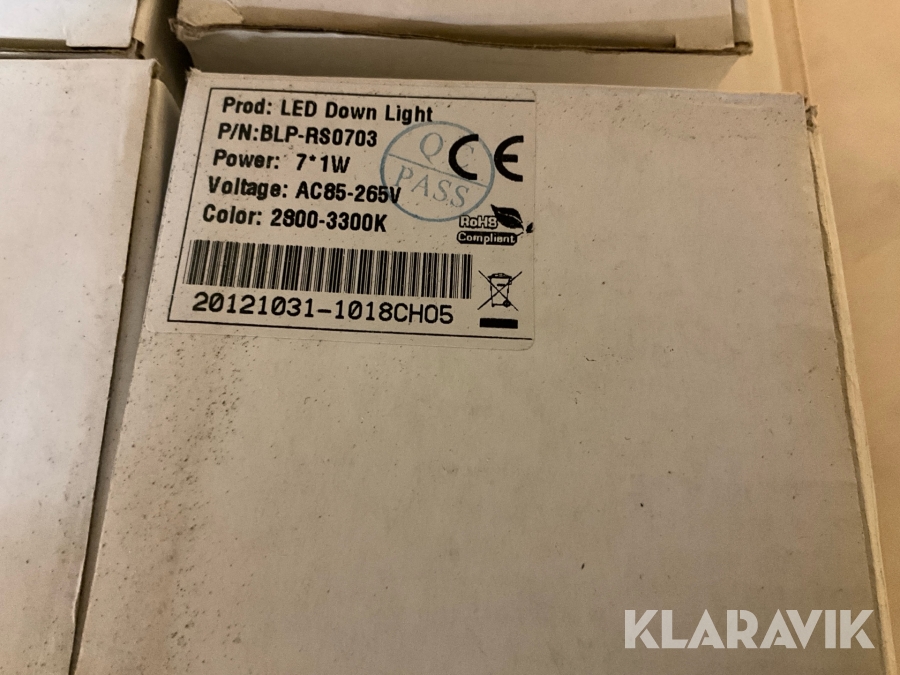 Prod: LED Down Light
P/N:BLP-RS0703
Power: 7*1W
Voltage: AC85-265V
Color: 2800-3300K
QC
PASS
CE
RoHS
Compliant
20121031-1018CH05
KLARAVIK